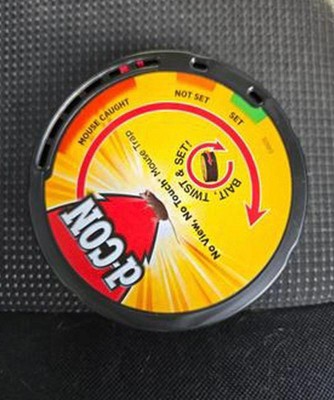 MOUSE CAUGHT
NOT SET
SET
BAIT, TWIST & SET!
No View, No Touch® Mouse Trap
d-CON